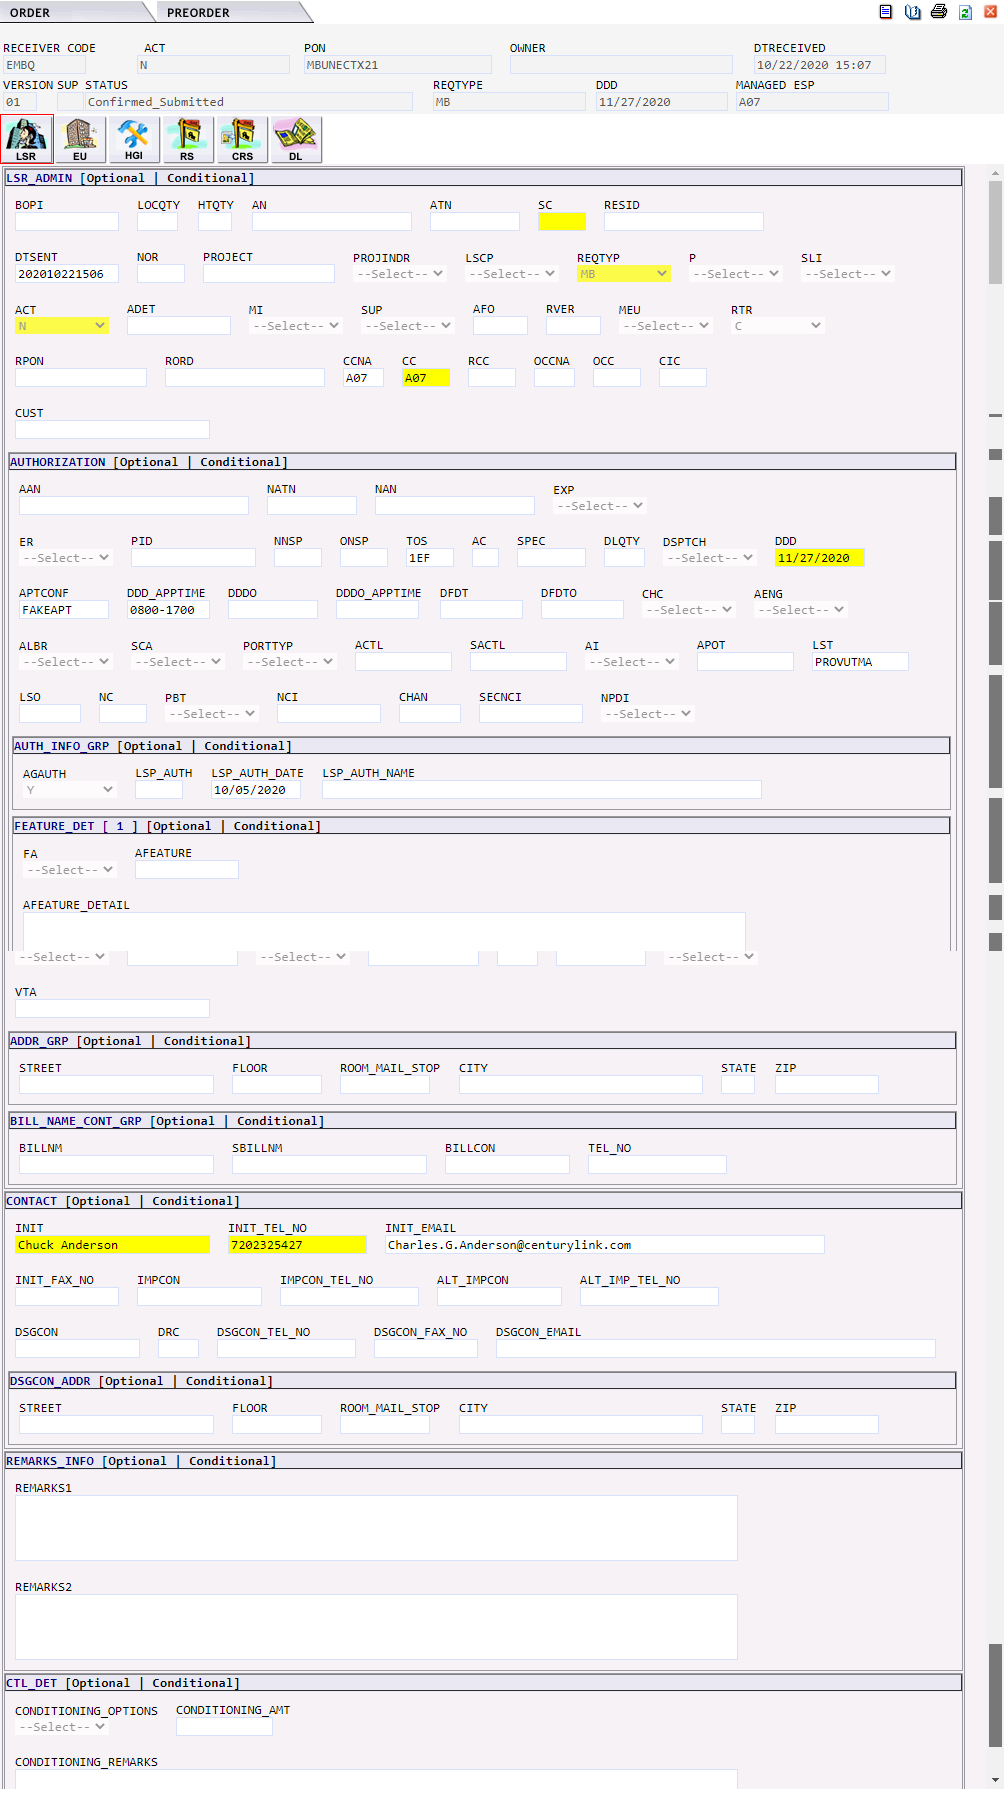 ORDER PREORDER
RECEIVER CODE ACT PON OWNER DTRECEIVED
EMBQ N MBUNECTX21 10/22/2020 15:07
VERSION SUP STATUS REQTYPE DDD MANAGED ESP
01 Confirmed_Submitted MB 11/27/2020 A07
LSR EU HGI RS CRS DL
LSR_ADMIN [Optional | Conditional]
BOPI LOCQTY HTQTY AN ATN SC RESID
DTSENT NOR PROJECT PROJINDR LSCP REQTYP P SLI
202010221506 --Select-- --Select-- MB --Select-- --Select--
ACT ADET MI SUP AFO RVER MEU RTR
N --Select-- --Select-- --Select-- C
RPON RORD CCNA CC RCC OCCNA OCC CIC
A07 A07
CUST
AUTHORIZATION [Optional | Conditional]
AAN NATN NAN EXP
--Select--
ER PID NNSP ONSP TOS AC SPEC DLQTY DSPTCH DDD
--Select-- 1EF --Select-- 11/27/2020
APTCONF DDD_APPTIME DDDO DDDO_APPTIME DFDT DFDTO CHC AENG
FAKEAPT 0800-1700 --Select-- --Select--
ALBR SCA PORTTYP ACTL SACTL AI APOT LST
--Select-- --Select-- --Select-- --Select-- PROVUTMA
LSO NC PBT NCI CHAN SECNCI NPDI
--Select-- --Select--
AUTH_INFO_GRP [Optional | Conditional]
AGAUTH LSP_AUTH LSP_AUTH_DATE LSP_AUTH_NAME
Y 10/05/2020
FEATURE_DET [ 1 ] [Optional | Conditional]
FA AFEATURE
--Select--
AFEATURE_DETAIL
--Select-- --Select-- --Select--
VTA
ADDR_GRP [Optional | Conditional]
STREET FLOOR ROOM_MAIL_STOP CITY STATE ZIP
BILL_NAME_CONT_GRP [Optional | Conditional]
BILLNM SBILLNM BILLCON TEL_NO
CONTACT [Optional | Conditional]
INIT INIT_TEL_NO INIT_EMAIL
Chuck Anderson 7202325427 Charles.G.Anderson@centurylink.com
INIT_FAX_NO IMPCON IMPCON_TEL_NO ALT_IMPCON ALT_IMP_TEL_NO
DSGCON DRC DSGCON_TEL_NO DSGCON_FAX_NO DSGCON_EMAIL
DSGCON_ADDR [Optional | Conditional]
STREET FLOOR ROOM_MAIL_STOP CITY STATE ZIP
REMARKS_INFO [Optional | Conditional]
REMARKS1
REMARKS2
CTL_DET [Optional | Conditional]
CONDITIONING_OPTIONS CONDITIONING_AMT
--Select--
CONDITIONING_REMARKS